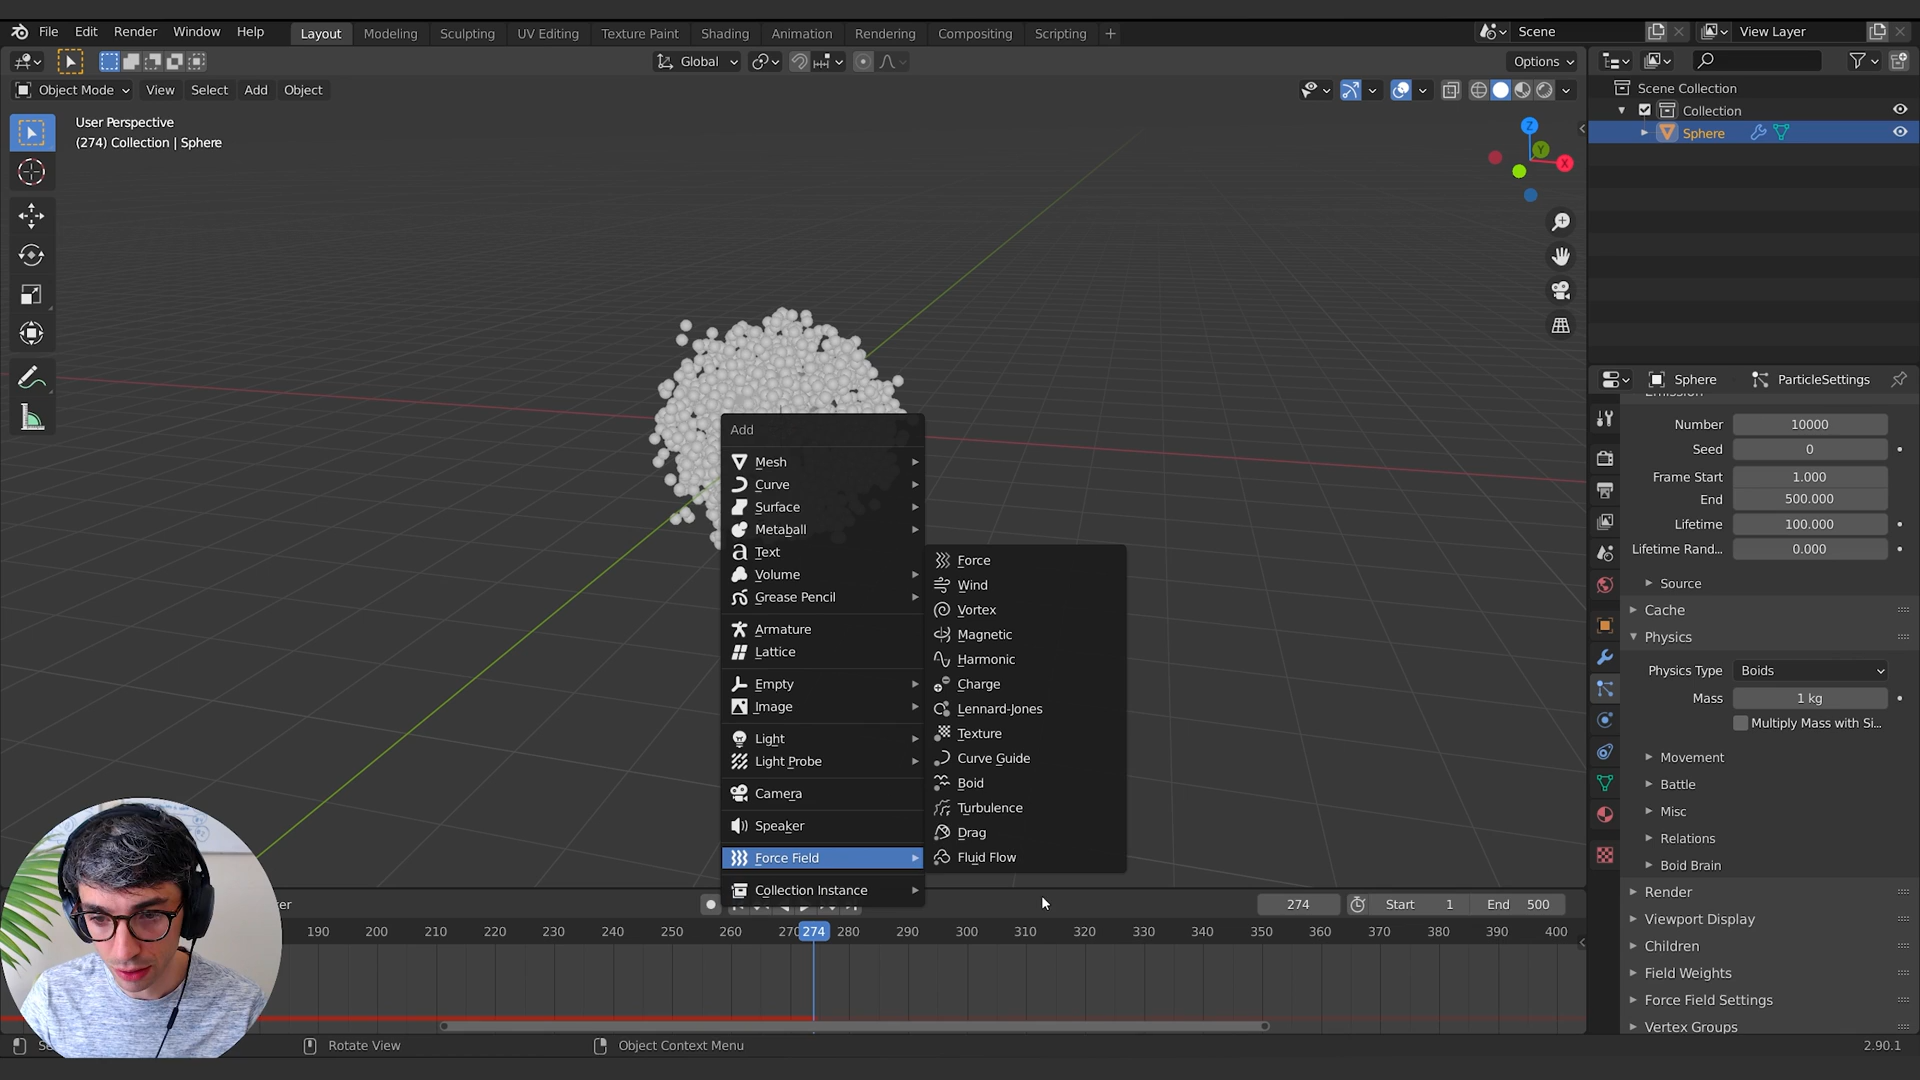 File Edit Render Window Help Layout Modeling Sculpting UV Editing Texture Paint Shading Animation Rendering Compositing Scripting + Scene View Layer
Global Options
Object Mode View Select Add Object
User Perspective
(274) Collection | Sphere
Z
Y
X
Scene Collection
Collection
Sphere
Sphere ParticleSettings
Emission
Number 10000
Seed 0
Frame Start 1.000
End 500.000
Lifetime 100.000
Lifetime Rand... 0.000
Source
Cache
Physics
Physics Type Boids
Mass 1 kg
Multiply Mass with Si...
Movement
Battle
Misc
Relations
Boid Brain
Render
Viewport Display
Children
Field Weights
Force Field Settings
Vertex Groups
Add
Mesh
Curve
Surface
Metaball
Text
Volume
Grease Pencil
Armature
Lattice
Empty
Image
Light
Light Probe
Camera
Speaker
Force Field
Collection Instance
Force
Wind
Vortex
Magnetic
Harmonic
Charge
Lennard-Jones
Texture
Curve Guide
Boid
Turbulence
Drag
Fluid Flow
274 Start 1 End 500
190 200 210 220 230 240 250 260 274 280 290 300 310 320 330 340 350 360 370 380 390 400
Rotate View Object Context Menu 2.90.1